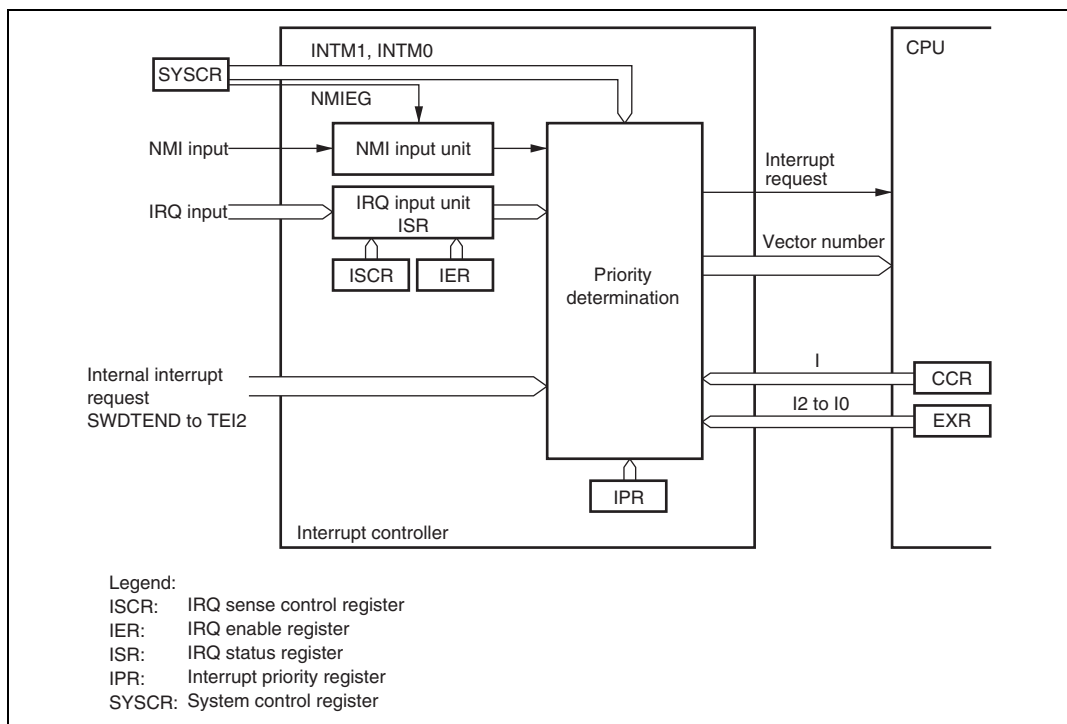 INTM1, INTM0
CPU
SYSCR
NMIEG
NMI input
NMI input unit
Interrupt
request
IRQ input
IRQ input unit
ISR
Vector number
ISCR
IER
Priority
determination
Internal interrupt
request
SWDTEND to TEI2
I
CCR
I2 to I0
EXR
IPR
Interrupt controller
Legend:
ISCR: IRQ sense control register
IER: IRQ enable register
ISR: IRQ status register
IPR: Interrupt priority register
SYSCR: System control register